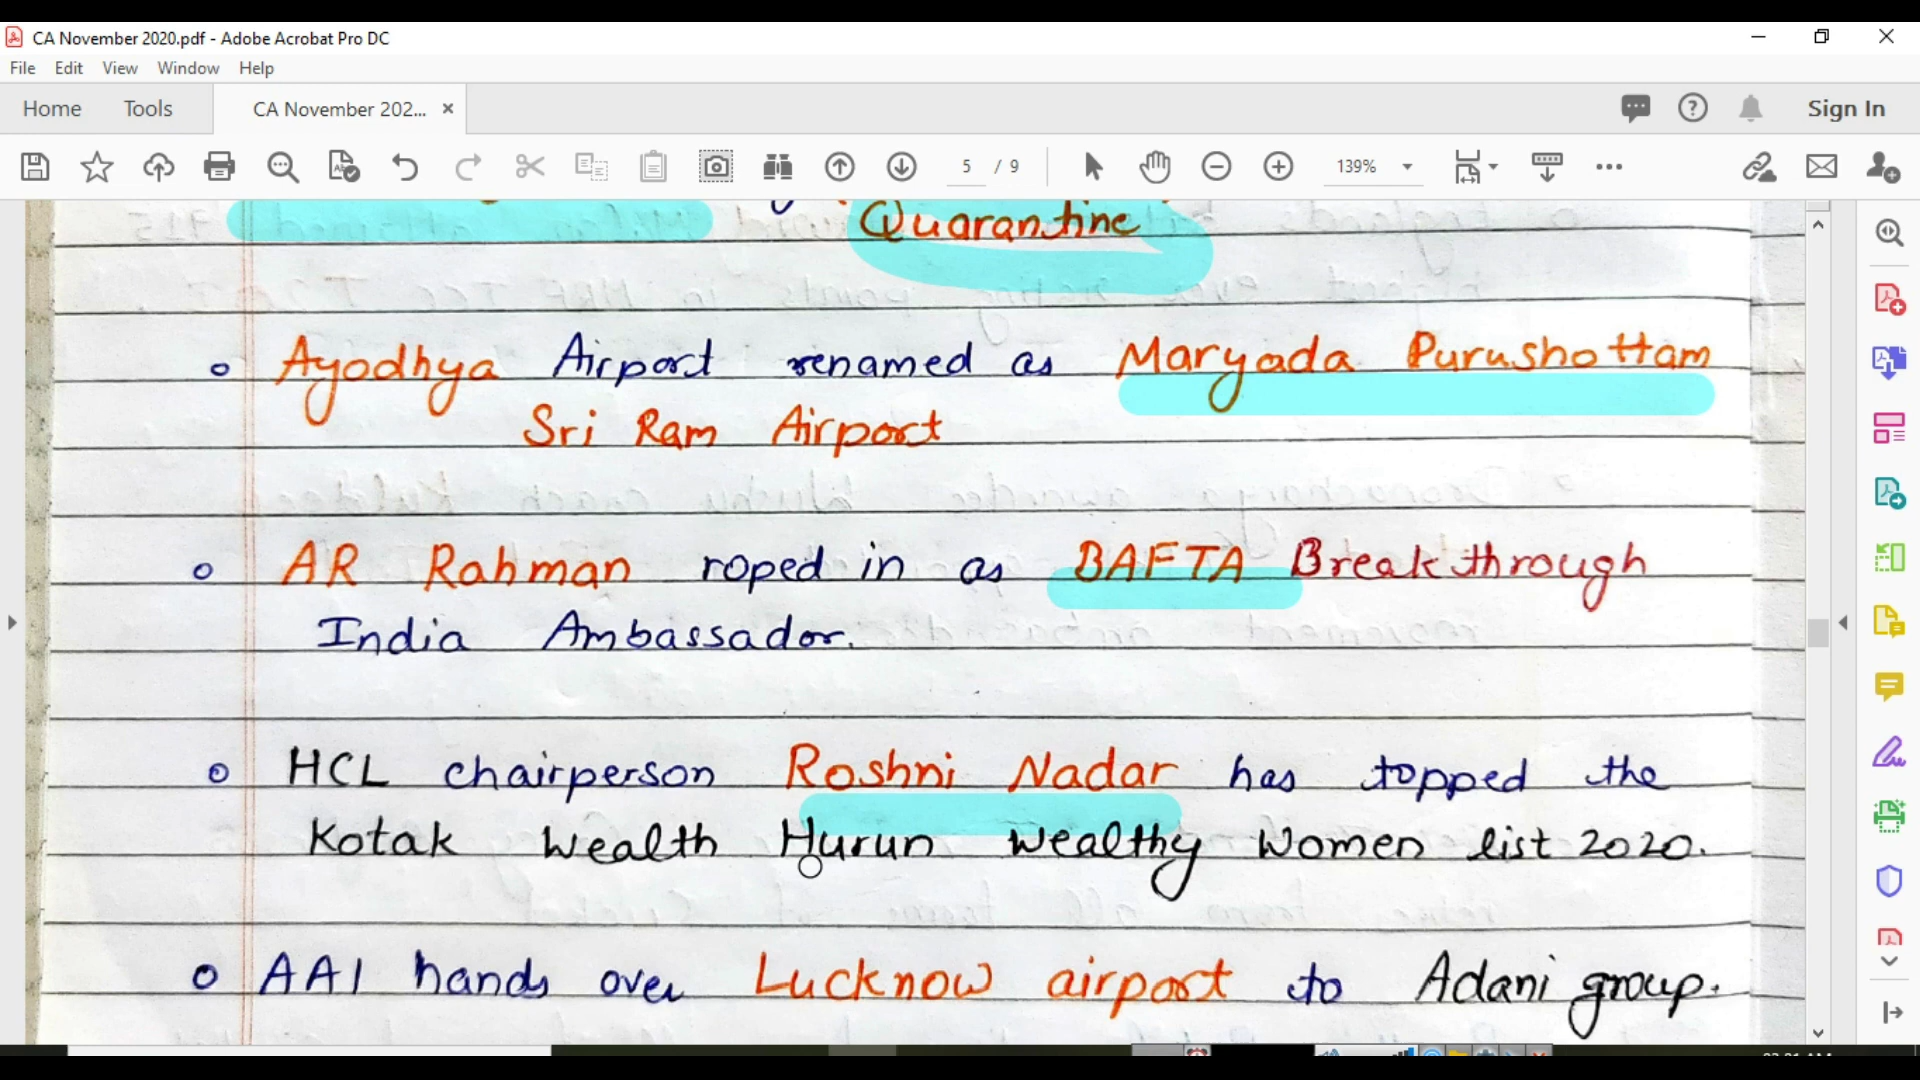 CA November 2020.pdf - Adobe Acrobat Pro DC
File Edit View Window Help
Home Tools CA November 202... × Sign In
5 / 9 139%
Quarantine
Ayodhya Airport renamed as Maryada Purushottam
Sri Ram Airport
AR Rahman roped in as BAFTA Breakthrough
India Ambassador.
HCL chairperson Roshni Nadar has topped the
Kotak Wealth Hurun Wealthy Women list 2020.
AAI hands over Lucknow airport to Adani group.